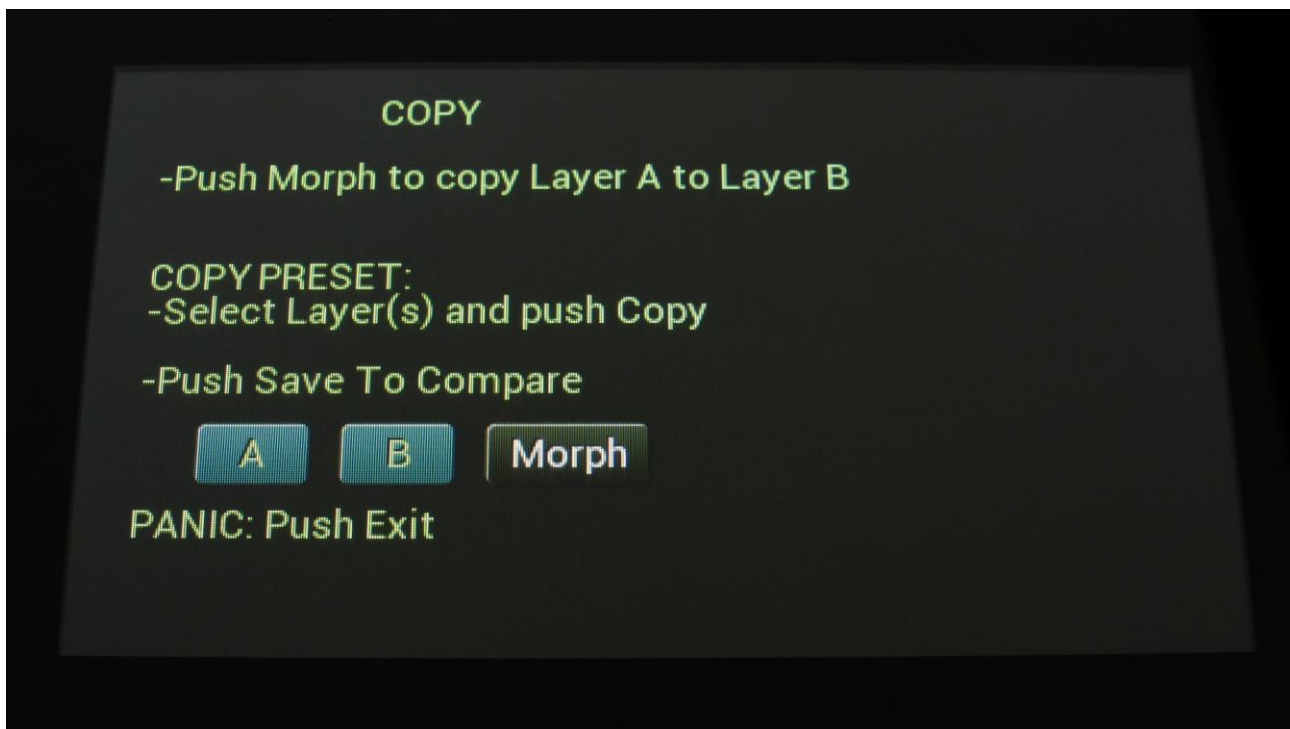 COPY
-Push Morph to copy Layer A to Layer B
COPY PRESET:
-Select Layer(s) and push Copy
-Push Save To Compare
A B Morph
PANIC: Push Exit